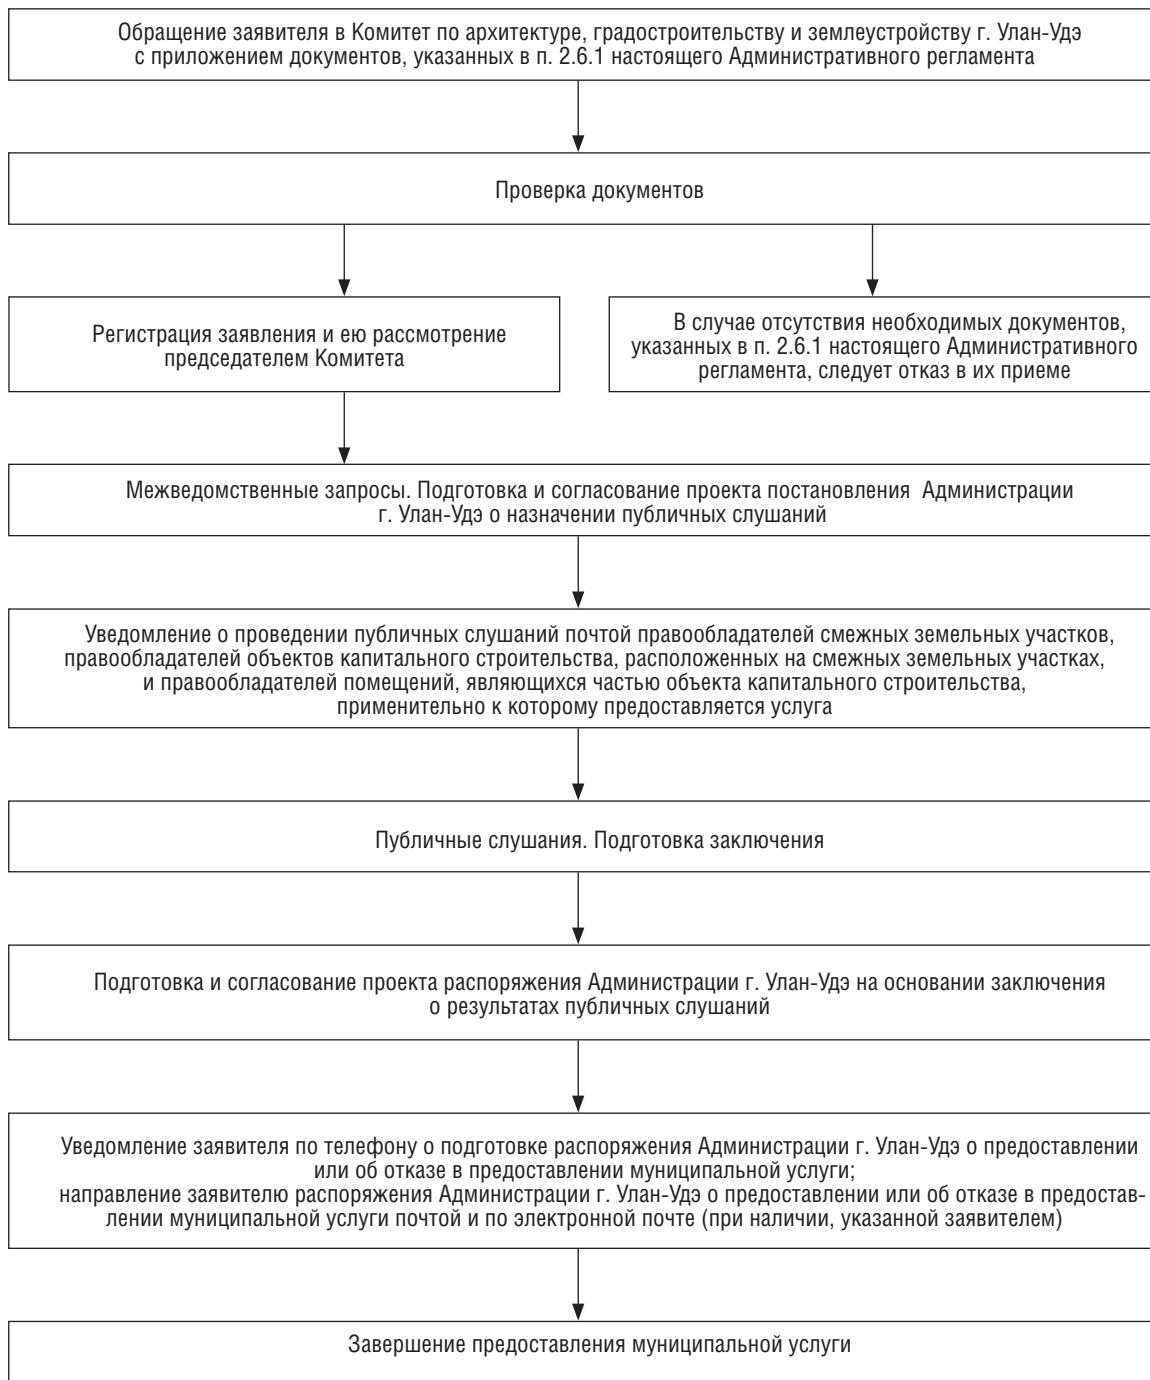 Обращение заявителя в Комитет по архитектуре, градостроительству и землеустройству г. Улан-Удэ
с приложением документов, указанных в п. 2.6.1 настоящего Административного регламента
Проверка документов
Регистрация заявления и ею рассмотрение
председателем Комитета
В случае отсутствия необходимых документов,
указанных в п. 2.6.1 настоящего Административного
регламента, следует отказ в их приеме
Межведомственные запросы. Подготовка и согласование проекта постановления Администрации
г. Улан-Удэ о назначении публичных слушаний
Уведомление о проведении публичных слушаний почтой правообладателей смежных земельных участков,
правообладателей объектов капитального строительства, расположенных на смежных земельных участках,
и правообладателей помещений, являющихся частью объекта капитального строительства,
применительно к которому предоставляется услуга
Публичные слушания. Подготовка заключения
Подготовка и согласование проекта распоряжения Администрации г. Улан-Удэ на основании заключения
о результатах публичных слушаний
Уведомление заявителя по телефону о подготовке распоряжения Администрации г. Улан-Удэ о предоставлении
или об отказе в предоставлении муниципальной услуги;
направление заявителю распоряжения Администрации г. Улан-Удэ о предоставлении или об отказе в предостав-
лении муниципальной услуги почтой и по электронной почте (при наличии, указанной заявителем)
Завершение предоставления муниципальной услуги